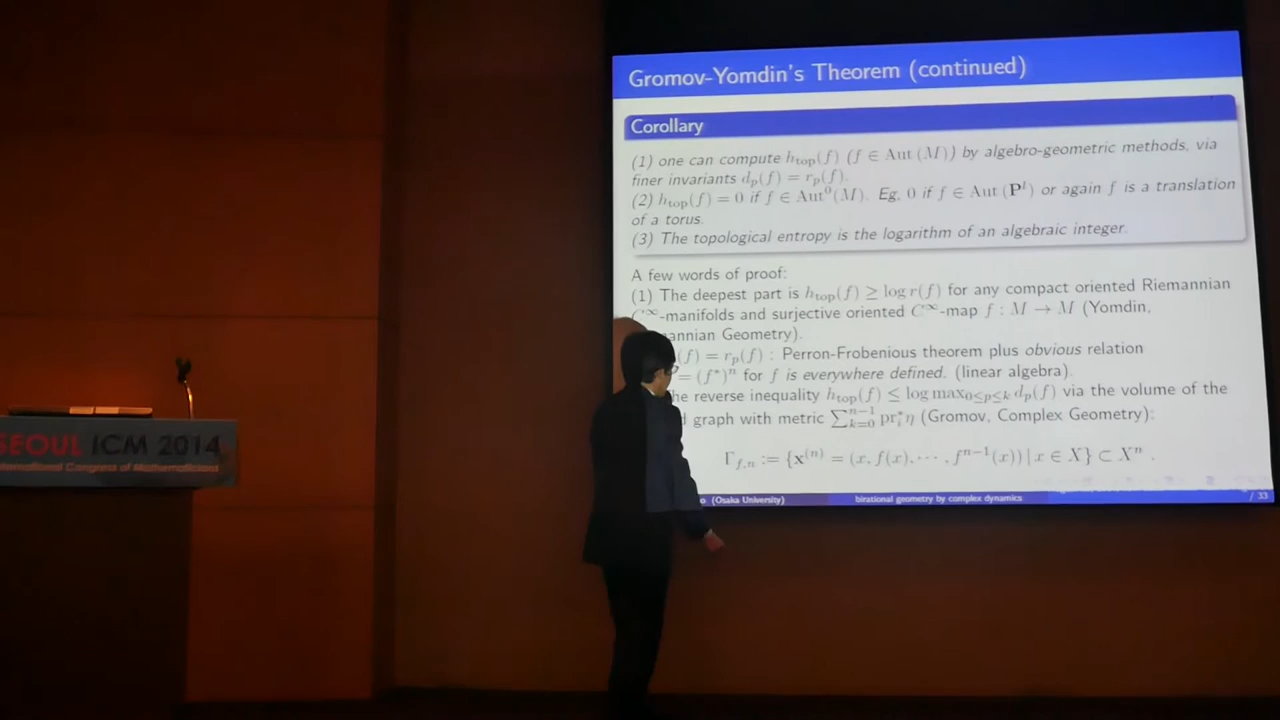 Gromov-Yomdin's Theorem (continued)
Corollary
(1) one can compute h_top(f) (f ∈ Aut (M)) by algebro-geometric methods, via
finer invariants d_p(f) = r_p(f).
(2) h_top(f) = 0 if f ∈ Aut⁰(M). Eg, 0 if f ∈ Aut (P^l) or again f is a translation
of a torus.
(3) The topological entropy is the logarithm of an algebraic integer.
A few words of proof:
(1) The deepest part is h_top(f) ≥ log r(f) for any compact oriented Riemannian
C^∞-manifolds and surjective oriented C^∞-map f : M → M (Yomdin,
annian Geometry).
(f) = r_p(f) : Perron-Frobenious theorem plus obvious relation
= (f*)^n for f is everywhere defined. (linear algebra).
he reverse inequality h_top(f) ≤ log max_{0≤p≤k} d_p(f) via the volume of the
graph with metric ∑_{k=0}^{n−1} pr_i^* η (Gromov, Complex Geometry):
Γ_{f,n} := {x^{(n)} = (x, f(x), ⋯ , f^{n−1}(x)) | x ∈ X} ⊂ X^n .
o (Osaka University)
birational geometry by complex dynamics
/ 33
SEOUL ICM 2014
International Congress of Mathematicians